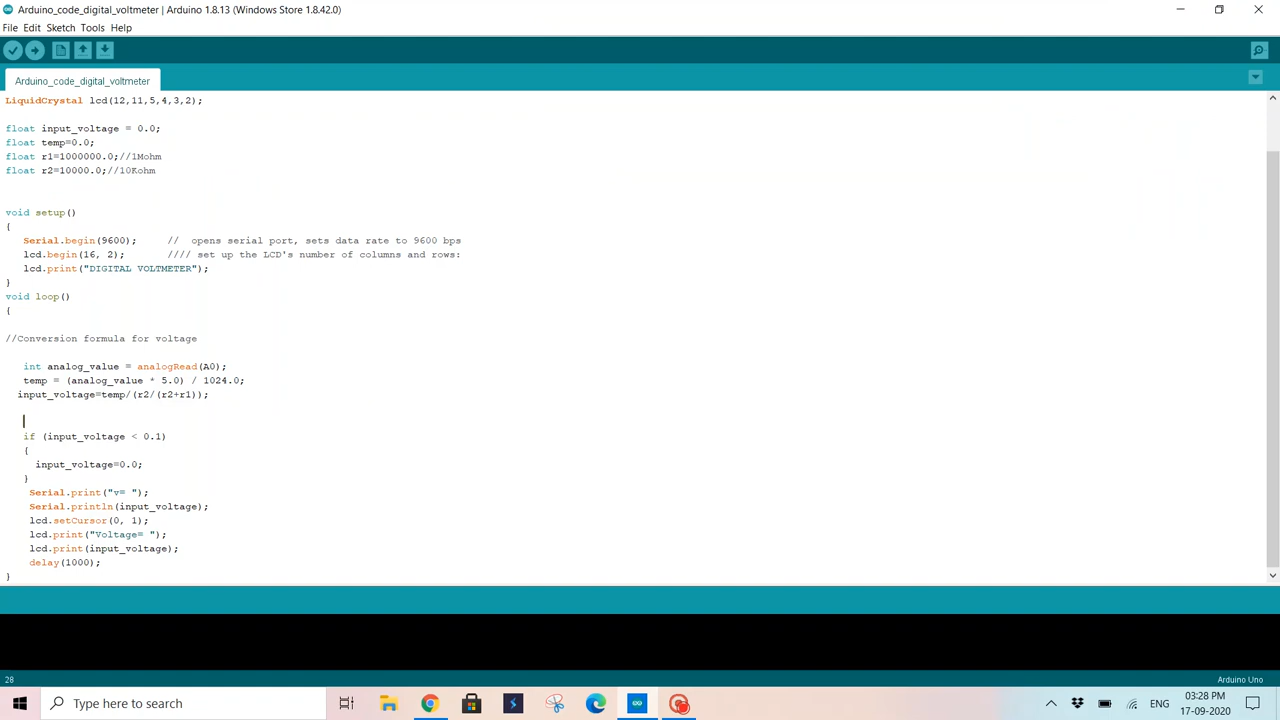 Arduino_code_digital_voltmeter | Arduino 1.8.13 (Windows Store 1.8.42.0)
File Edit Sketch Tools Help
Arduino_code_digital_voltmeter
LiquidCrystal lcd(12,11,5,4,3,2);
float input_voltage = 0.0;
float temp=0.0;
float r1=1000000.0;//1Mohm
float r2=10000.0;//10Kohm
void setup()
{
Serial.begin(9600); // opens serial port, sets data rate to 9600 bps
lcd.begin(16, 2); //// set up the LCD's number of columns and rows:
lcd.print("DIGITAL VOLTMETER");
}
void loop()
{
//Conversion formula for voltage
int analog_value = analogRead(A0);
temp = (analog_value * 5.0) / 1024.0;
input_voltage=temp/(r2/(r2+r1));
if (input_voltage < 0.1)
{
input_voltage=0.0;
}
Serial.print("v= ");
Serial.println(input_voltage);
lcd.setCursor(0, 1);
lcd.print("Voltage= ");
lcd.print(input_voltage);
delay(1000);
}
28 Arduino Uno
Type here to search
ENG 03:28 PM
17-09-2020